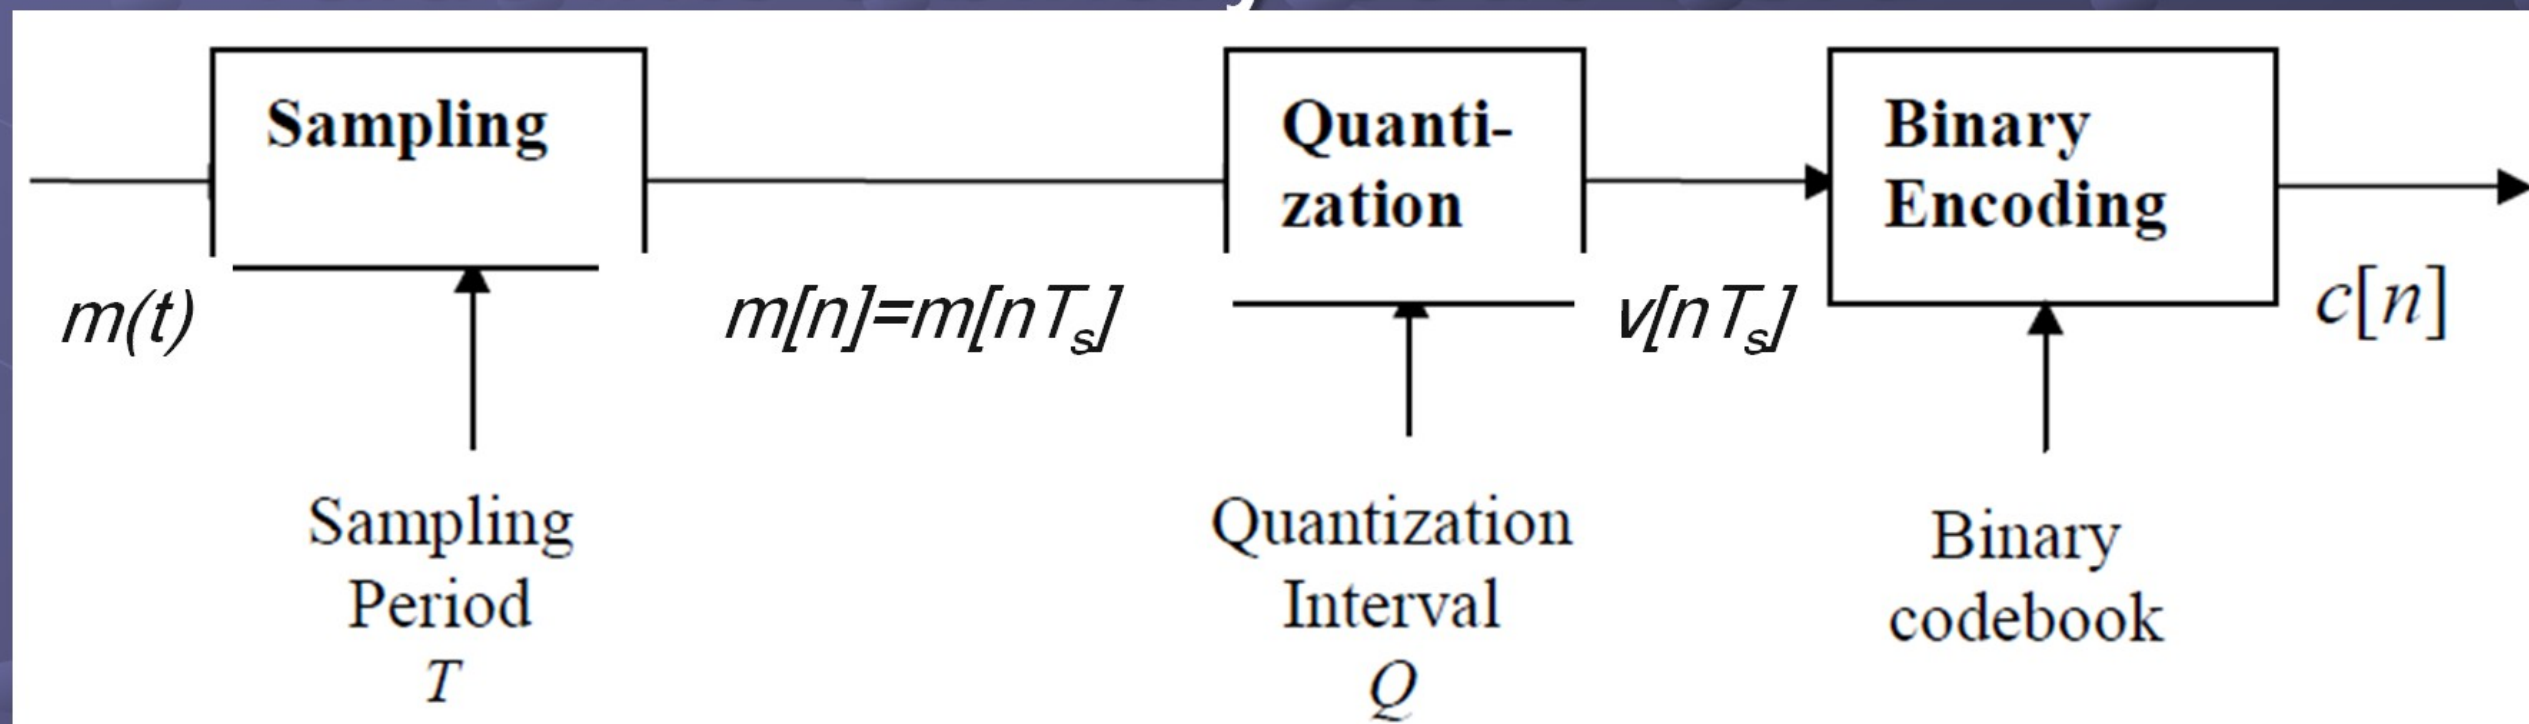 Sampling
Quanti-
zation
Binary
Encoding
m(t)
m[n]=m[nTs]
v[nTs]
c[n]
Sampling
Period
T
Quantization
Interval
Q
Binary
codebook